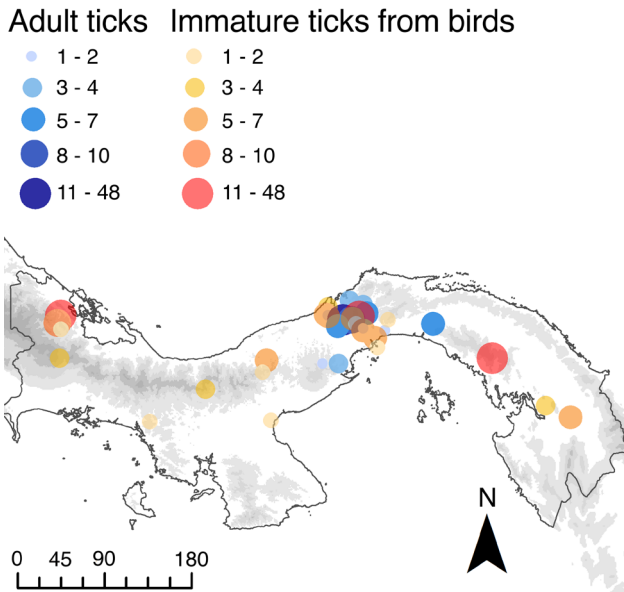 Adult ticks Immature ticks from birds
1 - 2 1 - 2
3 - 4 3 - 4
5 - 7 5 - 7
8 - 10 8 - 10
11 - 48 11 - 48
N
0 45 90 180